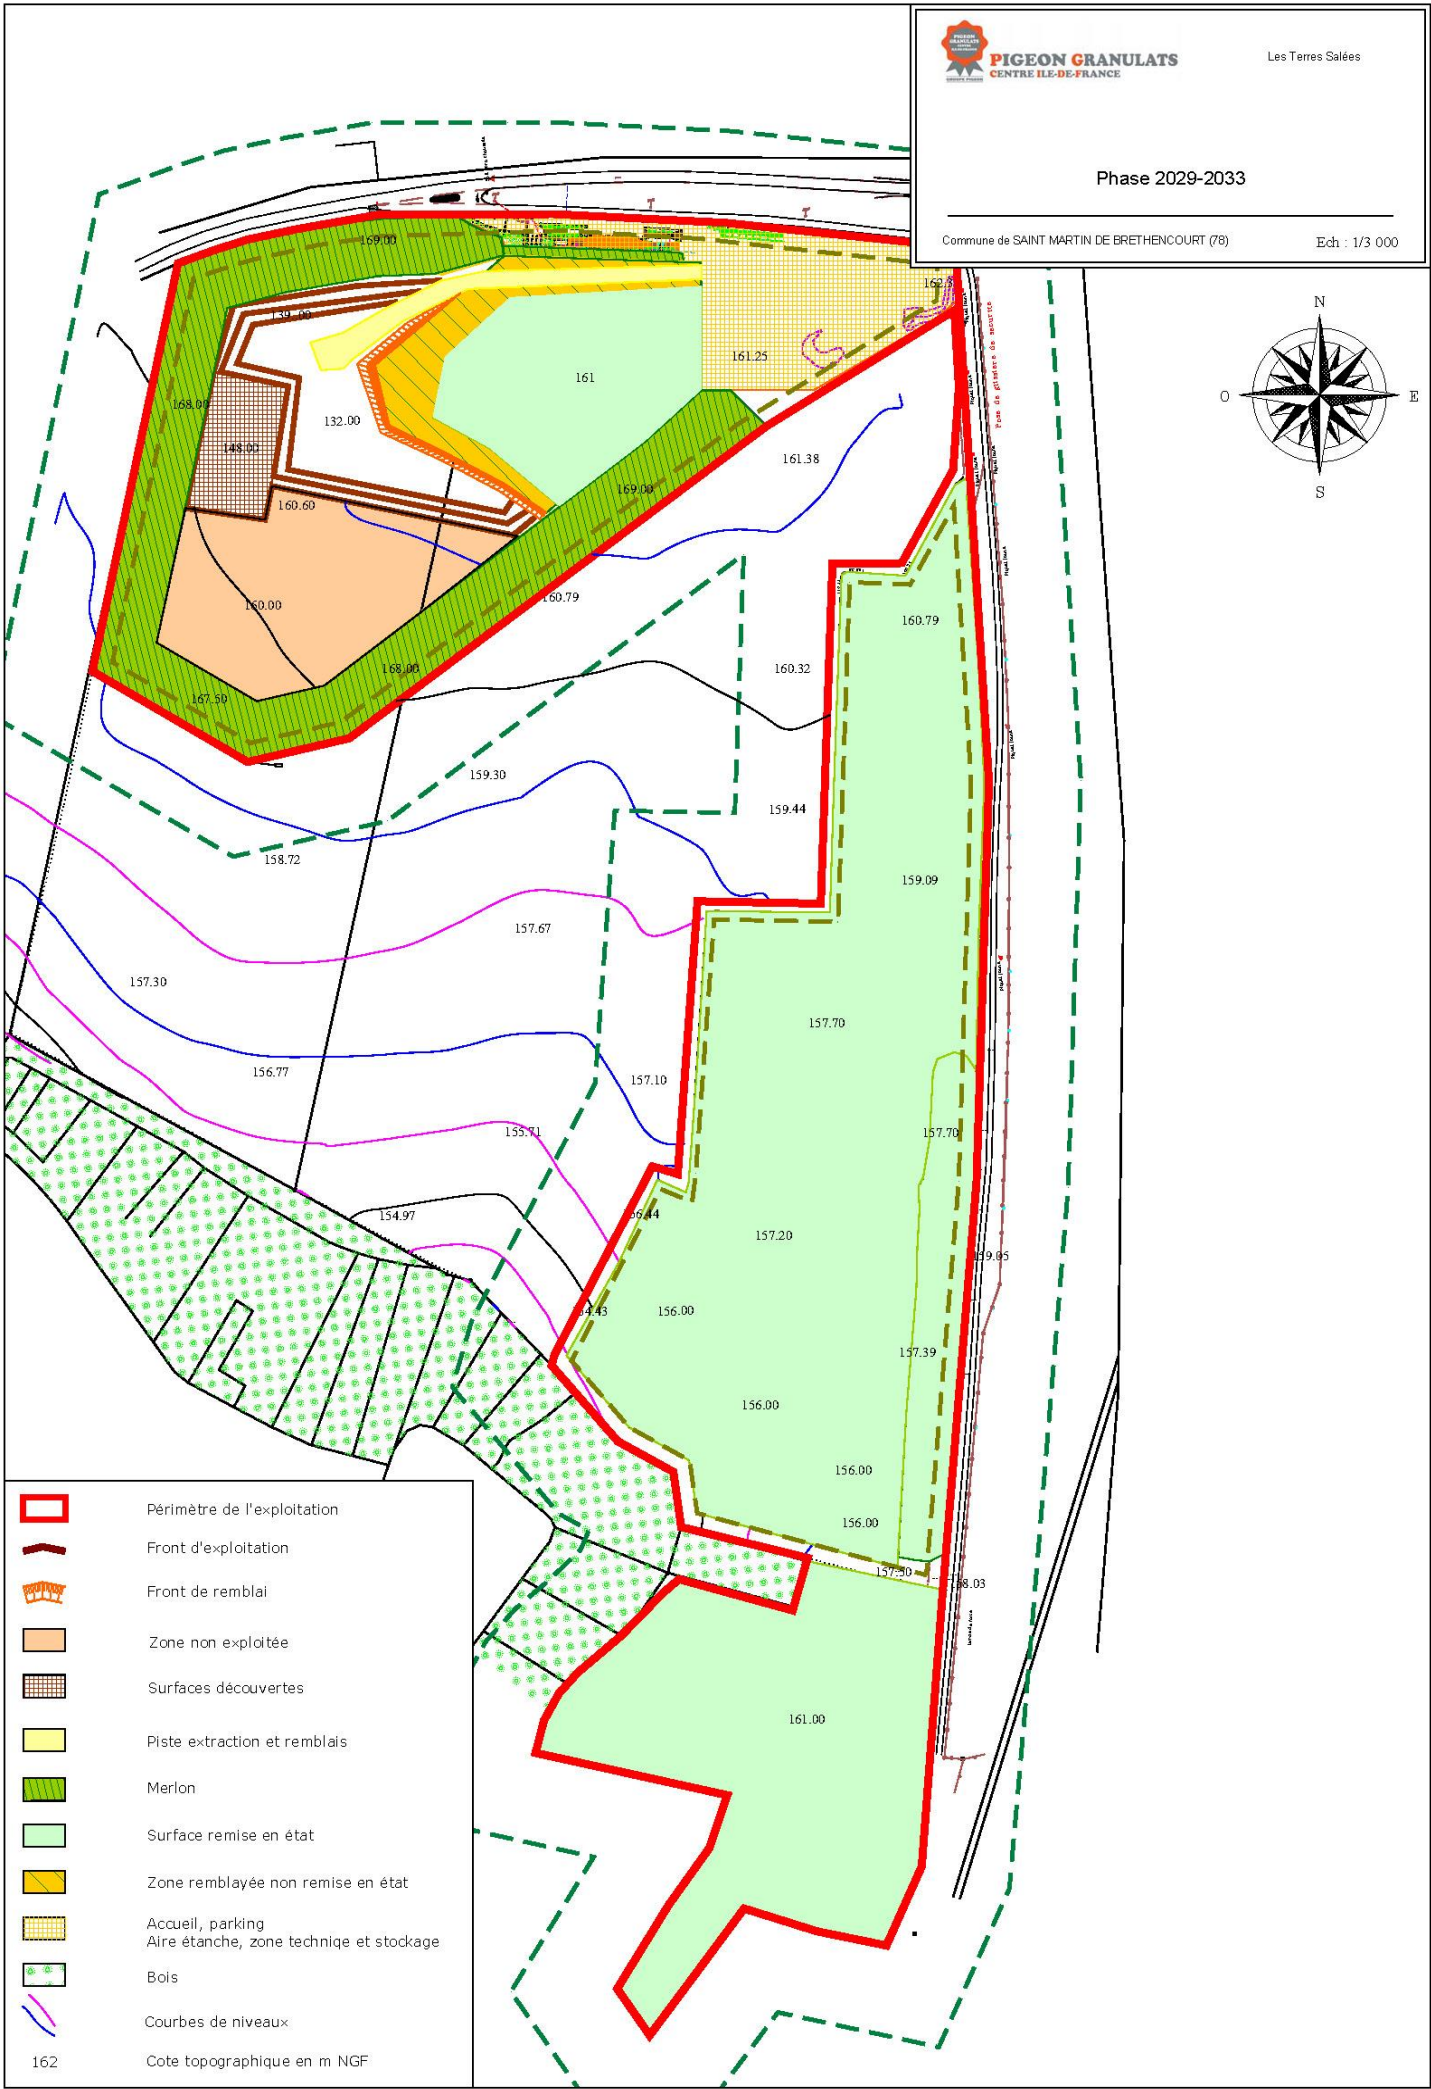 PIGEON GRANULATS
CENTRE ILE-DE-FRANCE
Les Terres Salées
Phase 2029-2033
Commune de SAINT MARTIN DE BRETHENCOURT (78)
Ech : 1/3 000
N
O
E
S
169.00
139.00
161.25
161
168.00
132.00
148.00
161.38
169.00
160.60
160.00
160.79
160.79
168.00
160.32
167.50
159.30
159.44
158.72
159.09
157.67
157.30
157.70
156.77
157.10
155.71
157.70
154.97
157.20
159.05
156.00
157.39
156.00
156.00
156.00
157.50
161.00
Pose de glissiere de securite
Périmètre de l'exploitation
Front d'exploitation
Front de remblai
Zone non exploitée
Surfaces découvertes
Piste extraction et remblais
Merlon
Surface remise en état
Zone remblayée non remise en état
Accueil, parking
Aire étanche, zone techniqe et stockage
Bois
Courbes de niveaux
162
Cote topographique en m NGF